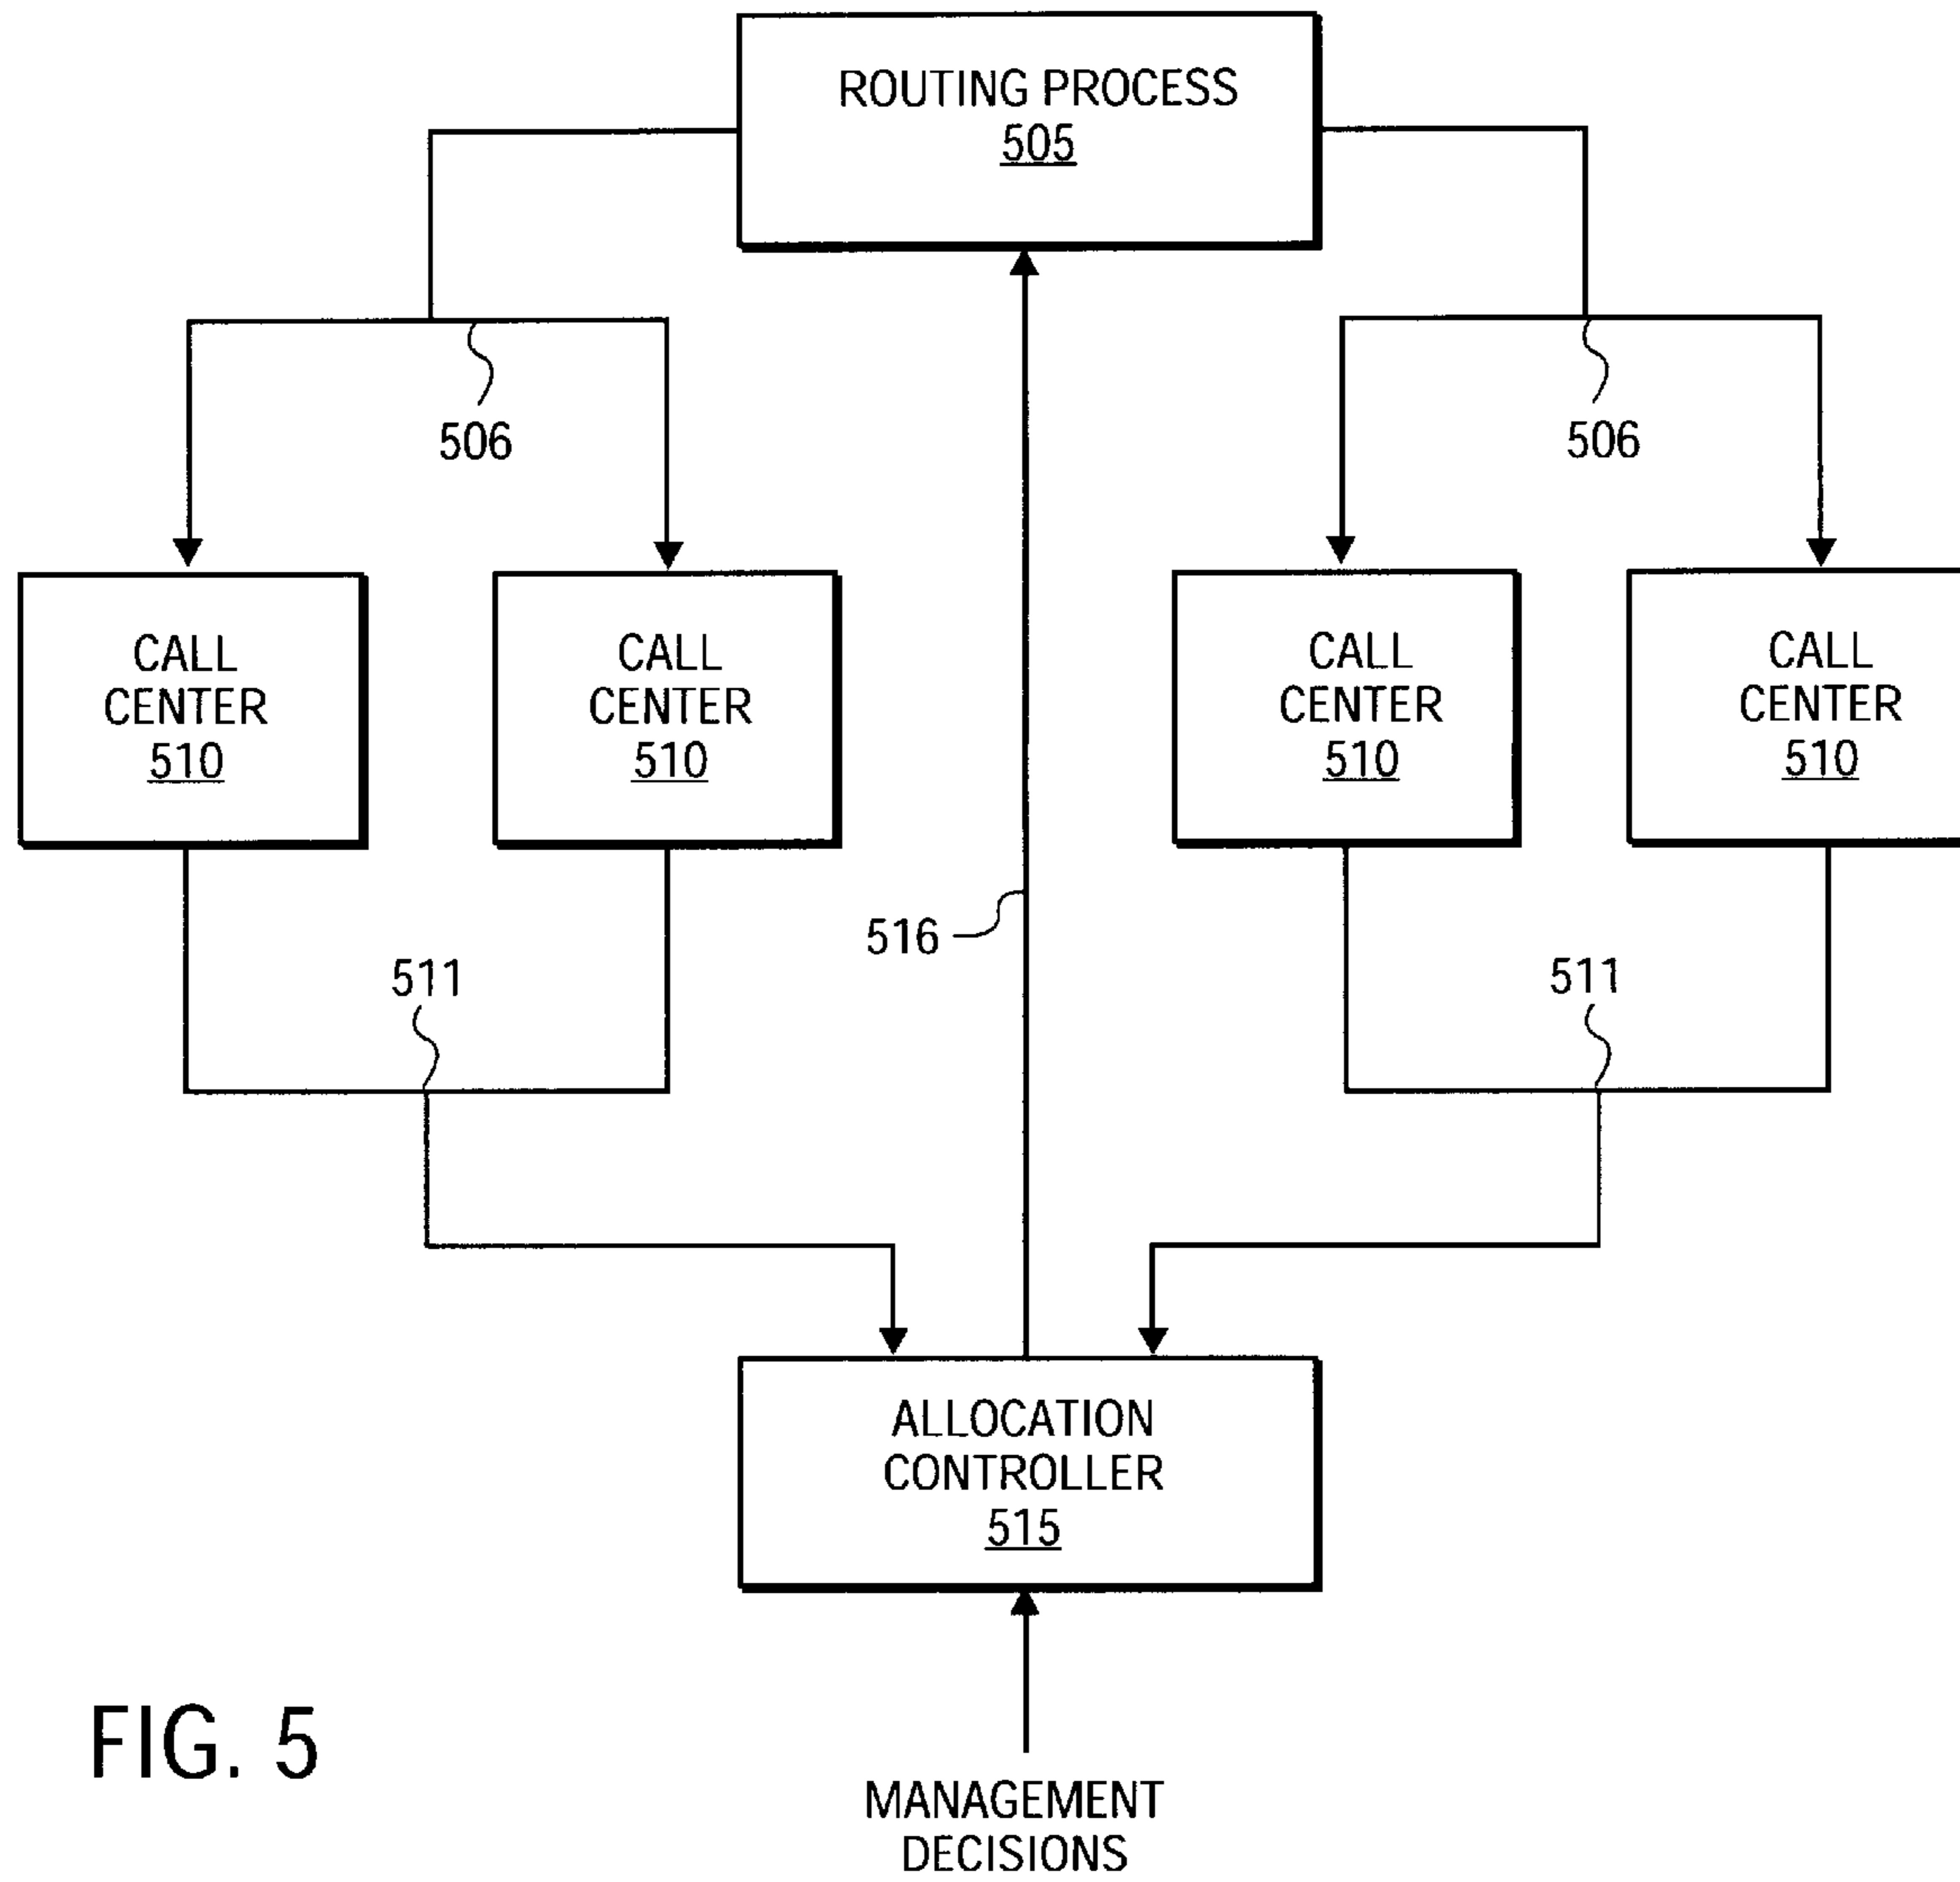 ROUTING PROCESS
505
506
506
CALL
CENTER
510
CALL
CENTER
510
CALL
CENTER
510
CALL
CENTER
510
516
511
511
ALLOCATION
CONTROLLER
515
MANAGEMENT
DECISIONS
FIG. 5